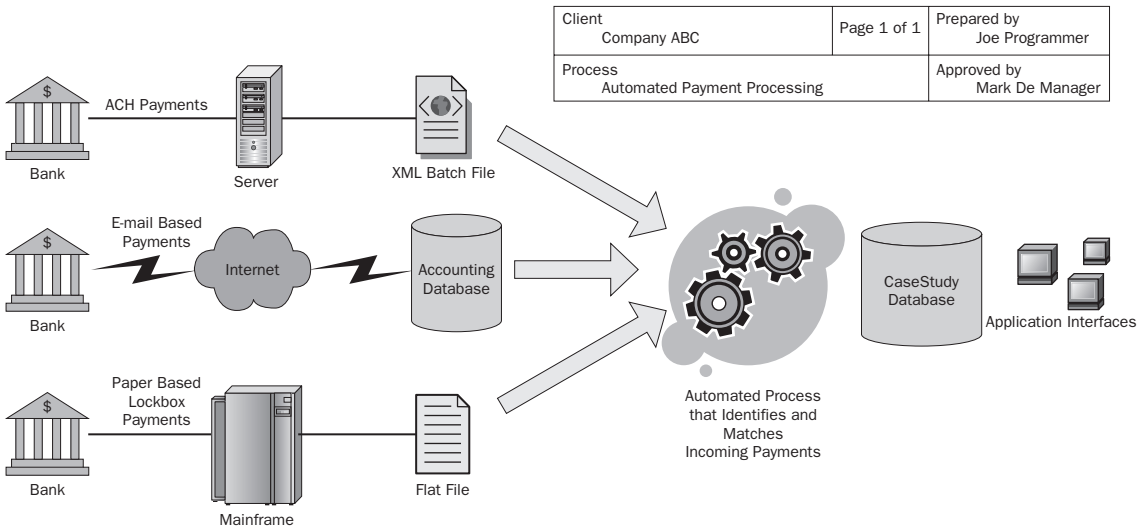 Client
Company ABC
Page 1 of 1
Prepared by
Joe Programmer
Process
Automated Payment Processing
Approved by
Mark De Manager
$
ACH Payments
Bank
Server
XML Batch File
E-mail Based
Payments
$
Internet
Accounting
Database
Bank
CaseStudy
Database
Application Interfaces
Paper Based
Lockbox
Payments
$
Bank
Mainframe
Flat File
Automated Process
that Identifies and
Matches
Incoming Payments